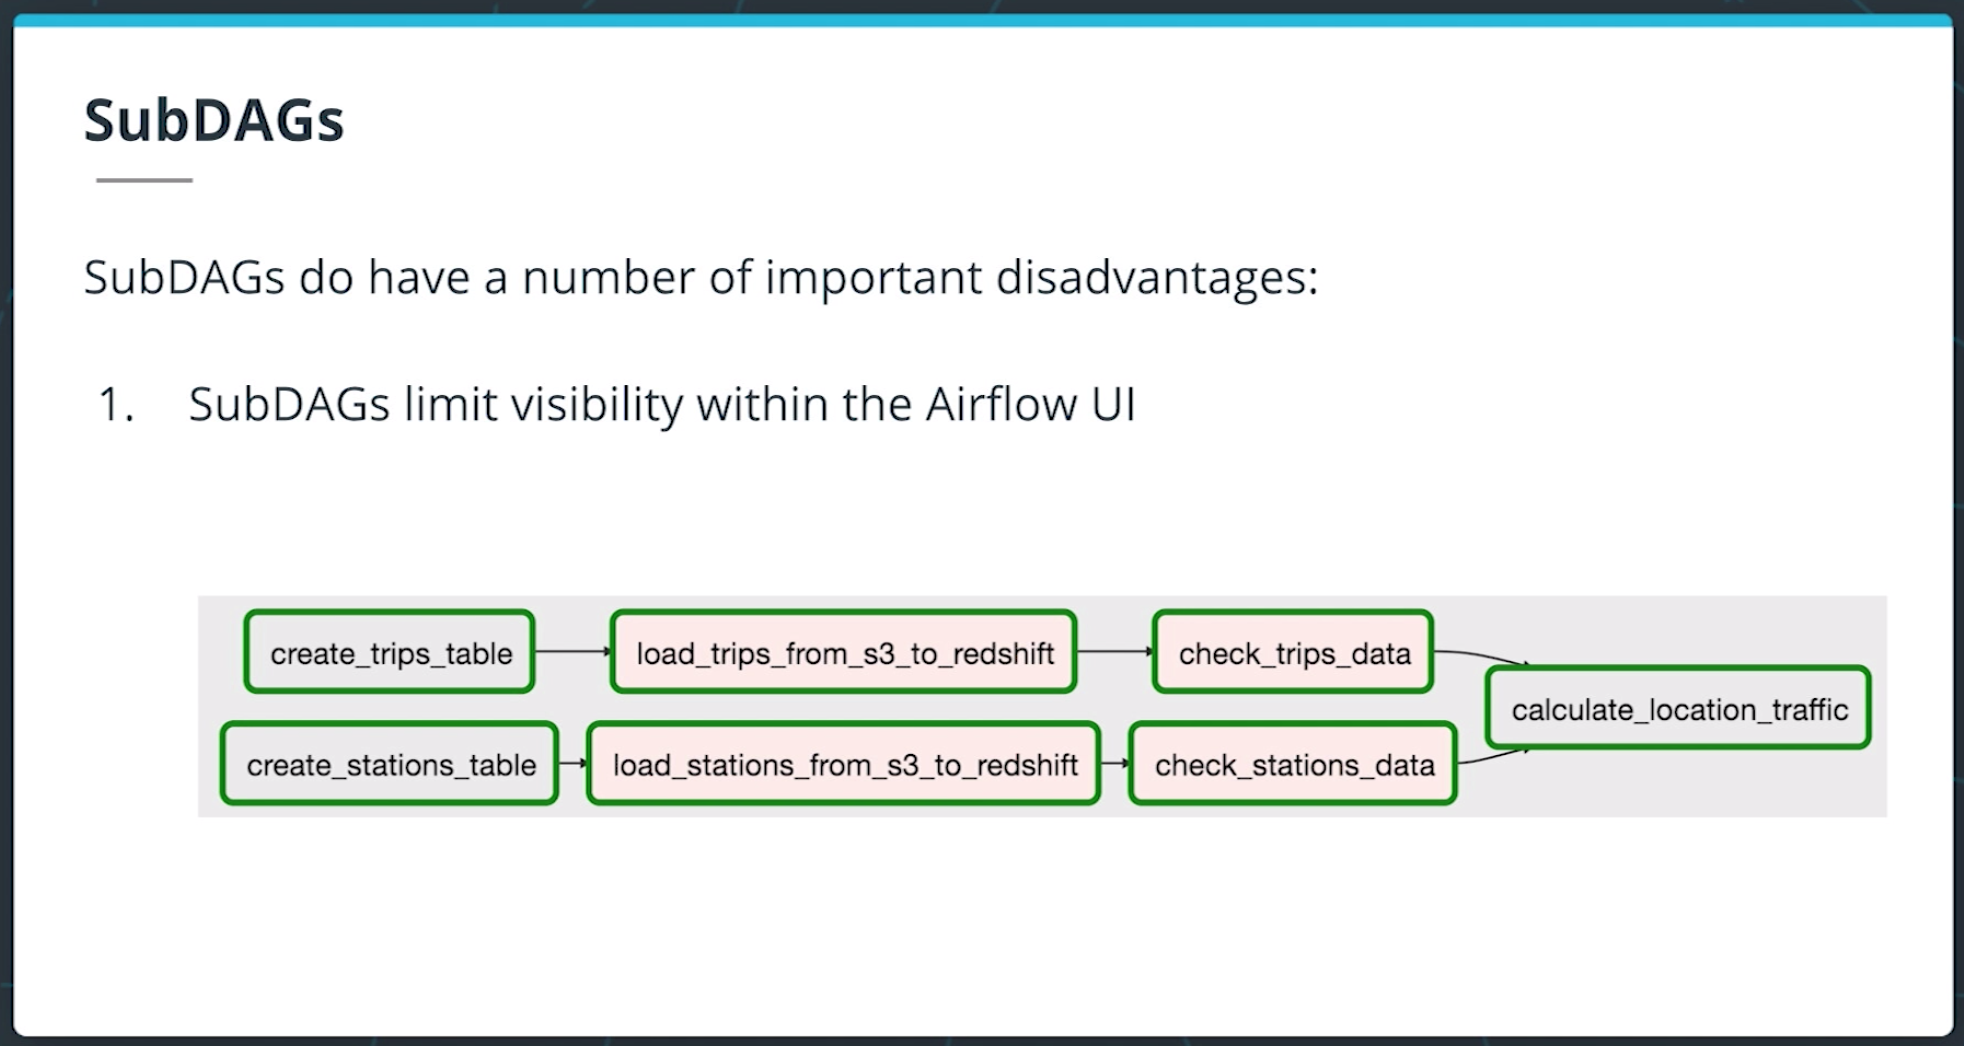 SubDAGs
SubDAGs do have a number of important disadvantages:
1. SubDAGs limit visibility within the Airflow UI
create_trips_table
load_trips_from_s3_to_redshift
check_trips_data
calculate_location_traffic
create_stations_table
load_stations_from_s3_to_redshift
check_stations_data